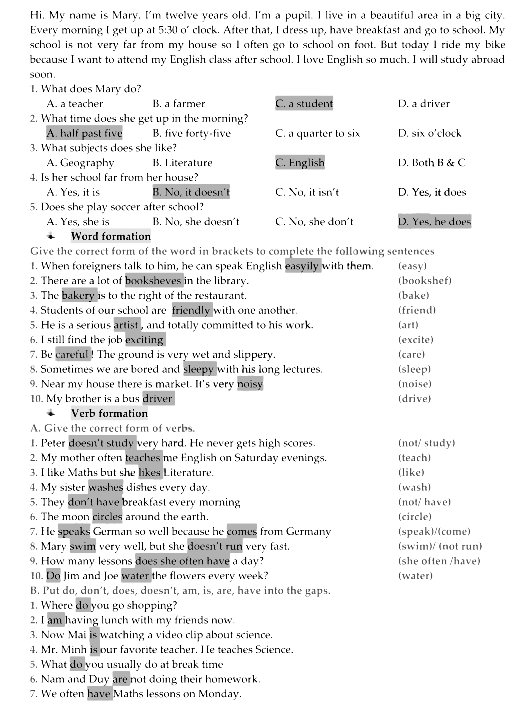 Hi. My name is Mary. I'm twelve years old. I'm a pupil. I live in a beautiful area in a big city.
Every morning I get up at 5:30 o' clock. After that, I dress up, have breakfast and go to school. My
school is not very far from my house so I often go to school on foot. But today I ride my bike
because I want to attend my English class after school. I love English so much. I will study abroad
soon.
1. What does Mary do?
A. a teacher B. a farmer C. a student D. a driver
2. What time does she get up in the morning?
A. half past five B. five forty-five C. a quarter to six D. six o'clock
3. What subjects does she like?
A. Geography B. Literature C. English D. Both B & C
4. Is her school far from her house?
A. Yes, it is B. No, it doesn't C. No, it isn't D. Yes, it does
5. Does she play soccer after school?
A. Yes, she is B. No, she doesn't C. No, she don't D. Yes, he does
Word formation
Give the correct form of the word in brackets to complete the following sentences
1. When foreigners talk to him, he can speak English easyily with them. (easy)
2. There are a lot of booksheves in the library. (bookshef)
3. The bakery is to the right of the restaurant. (bake)
4. Students of our school are friendly with one another. (friend)
5. He is a serious artist , and totally committed to his work. (art)
6. I still find the job exciting (excite)
7. Be careful ! The ground is very wet and slippery. (care)
8. Sometimes we are bored and sleepy with his long lectures. (sleep)
9. Near my house there is market. It's very noisy (noise)
10. My brother is a bus driver (drive)
Verb formation
A. Give the correct form of verbs.
1. Peter doesn't study very hard. He never gets high scores. (not/ study)
2. My mother often teaches me English on Saturday evenings. (teach)
3. I like Maths but she likes Literature. (like)
4. My sister washes dishes every day. (wash)
5. They don't have breakfast every morning (not/ have)
6. The moon circles around the earth. (circle)
7. He speaks German so well because he comes from Germany (speak)/(come)
8. Mary swim very well, but she doesn't run very fast. (swim)/ (not run)
9. How many lessons does she often have a day? (she often /have)
10. Do Jim and Joe water the flowers every week? (water)
B. Put do, don't, does, doesn't, am, is, are, have into the gaps.
1. Where do you go shopping?
2. I am having lunch with my friends now.
3. Now Mai is watching a video clip about science.
4. Mr. Minh is our favorite teacher. He teaches Science.
5. What do you usually do at break time
6. Nam and Duy are not doing their homework.
7. We often have Maths lessons on Monday.